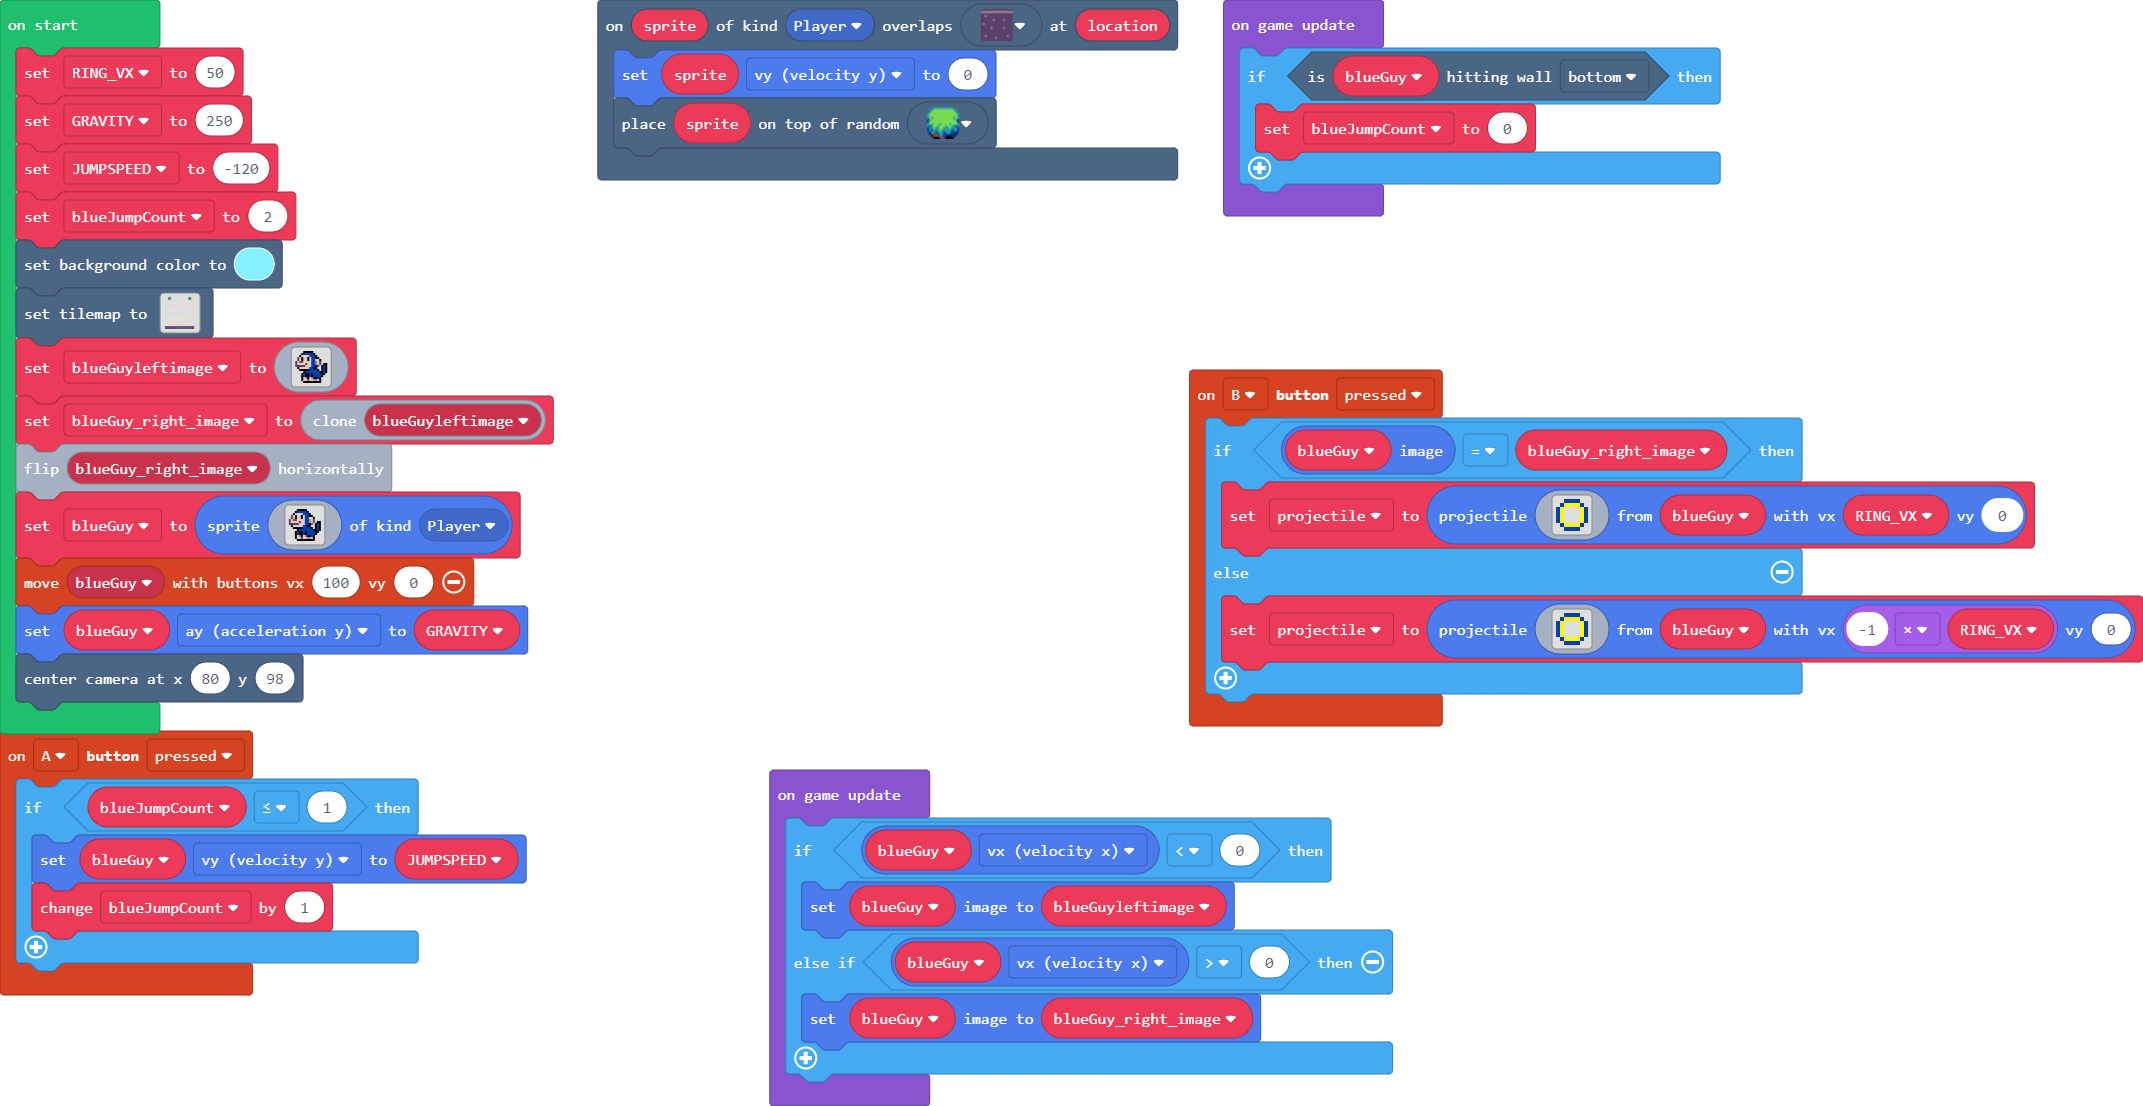 on start
set RING_VX to 50
set GRAVITY to 250
set JUMPSPEED to -120
set blueJumpCount to 2
set background color to
set tilemap to
set blueGuyleftimage to
set blueGuy_right_image to clone blueGuyleftimage
flip blueGuy_right_image horizontally
set blueGuy to sprite of kind Player
move blueGuy with buttons vx 100 vy 0
set blueGuy ay (acceleration y) to GRAVITY
center camera at x 80 y 98
on A button pressed
if blueJumpCount ≤ 1 then
set blueGuy vy (velocity y) to JUMPSPEED
change blueJumpCount by 1
on sprite of kind Player overlaps at location
set sprite vy (velocity y) to 0
place sprite on top of random
on game update
if is blueGuy hitting wall bottom then
set blueJumpCount to 0
on B button pressed
if blueGuy image = blueGuy_right_image then
set projectile to projectile from blueGuy with vx RING_VX vy 0
else
set projectile to projectile from blueGuy with vx -1 × RING_VX vy 0
on game update
if blueGuy vx (velocity x) < 0 then
set blueGuy image to blueGuyleftimage
else if blueGuy vx (velocity x) > 0 then
set blueGuy image to blueGuy_right_image